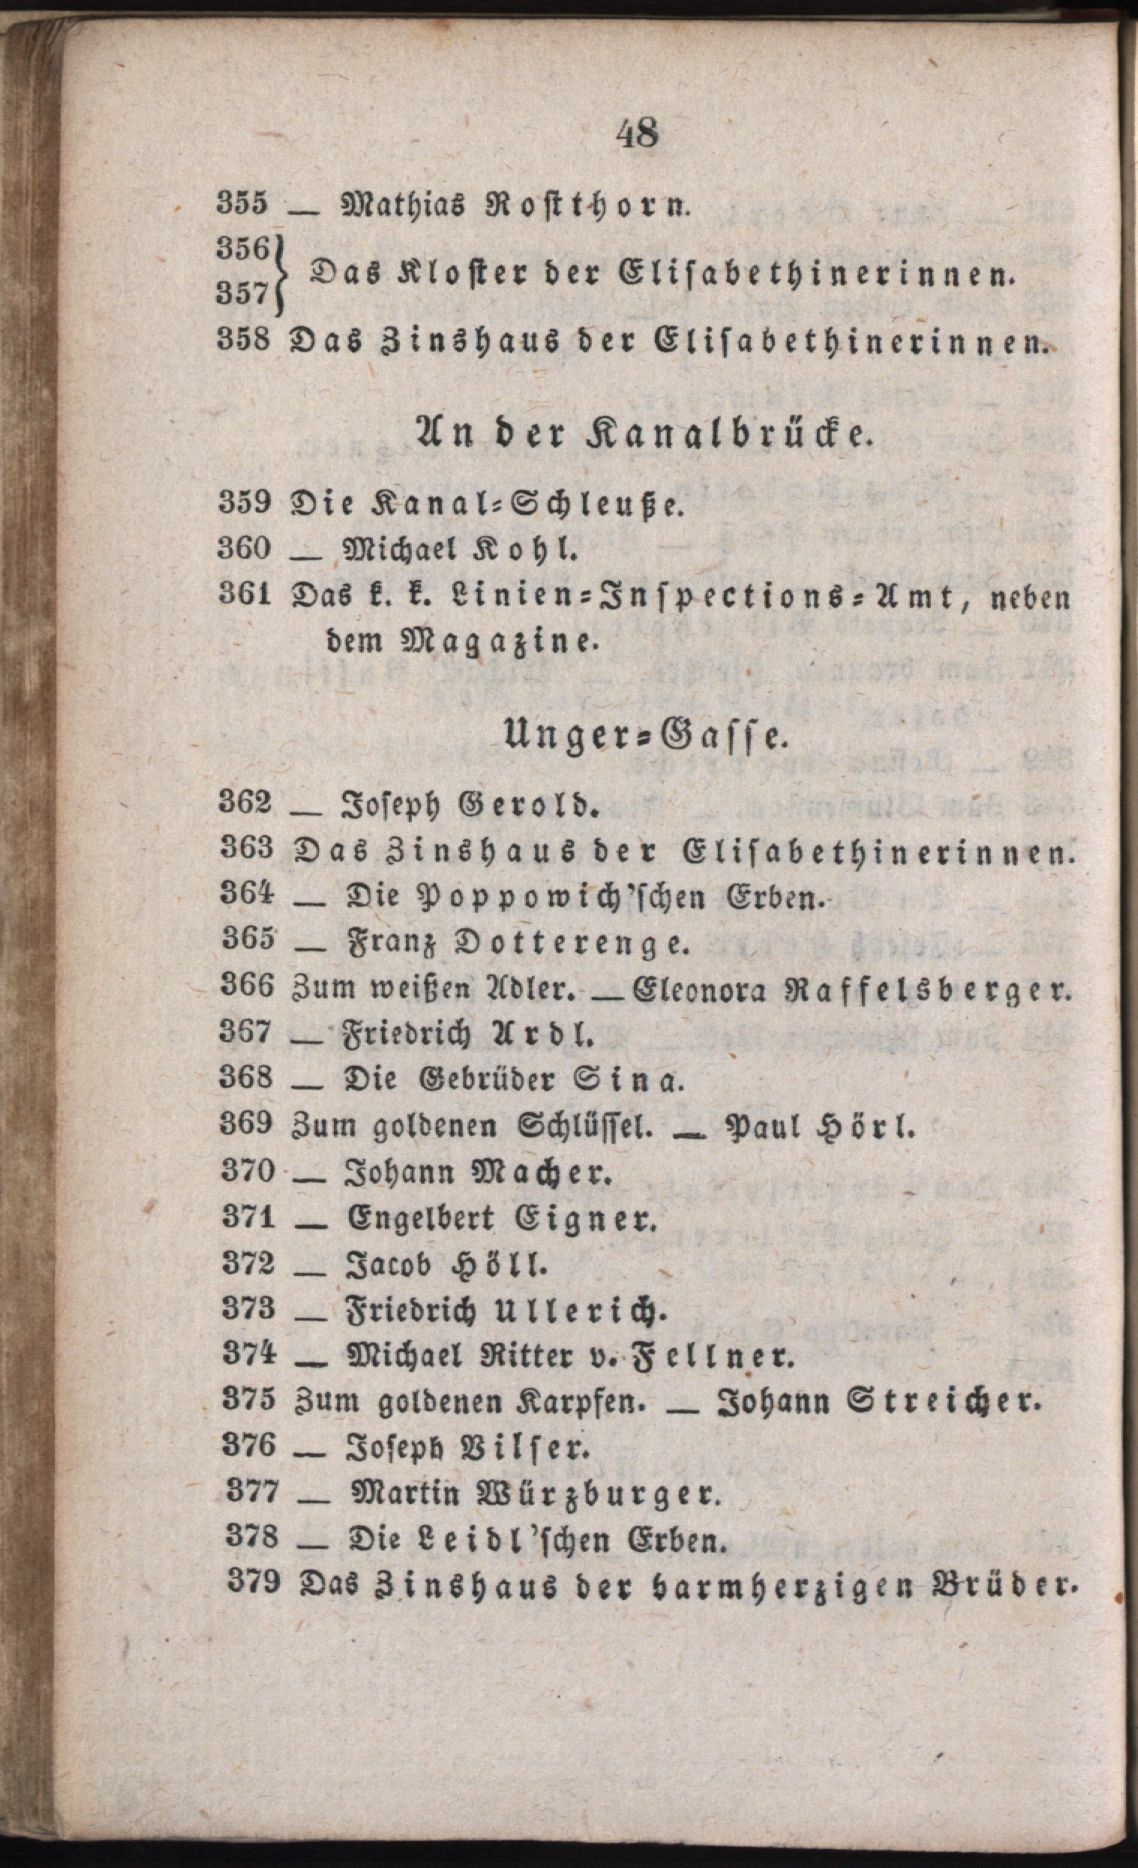 48
355 — Mathias Rostthorn.
356
357} Das Kloster der Elisabethinerinnen.
358 Das Zinshaus der Elisabethinerinnen.
An der Kanalbrücke.
359 Die Kanal-Schleuße.
360 — Michael Kohl.
361 Das k. k. Linien-Inspections-Amt, neben
dem Magazine.
Unger-Gasse.
362 — Joseph Gerold.
363 Das Zinshaus der Elisabethinerinnen.
364 — Die Poppowich'schen Erben.
365 — Franz Dotterenge.
366 Zum weißen Adler. — Eleonora Raffelsberger.
367 — Friedrich Ardl.
368 — Die Gebrüder Sina.
369 Zum goldenen Schlüssel. — Paul Hörl.
370 — Johann Macher.
371 — Engelbert Eigner.
372 — Jacob Höll.
373 — Friedrich Ullerich.
374 — Michael Ritter v. Fellner.
375 Zum goldenen Karpfen. — Johann Streicher.
376 — Joseph Vilser.
377 — Martin Würzburger.
378 — Die Leidl'schen Erben.
379 Das Zinshaus der barmherzigen Brüder.